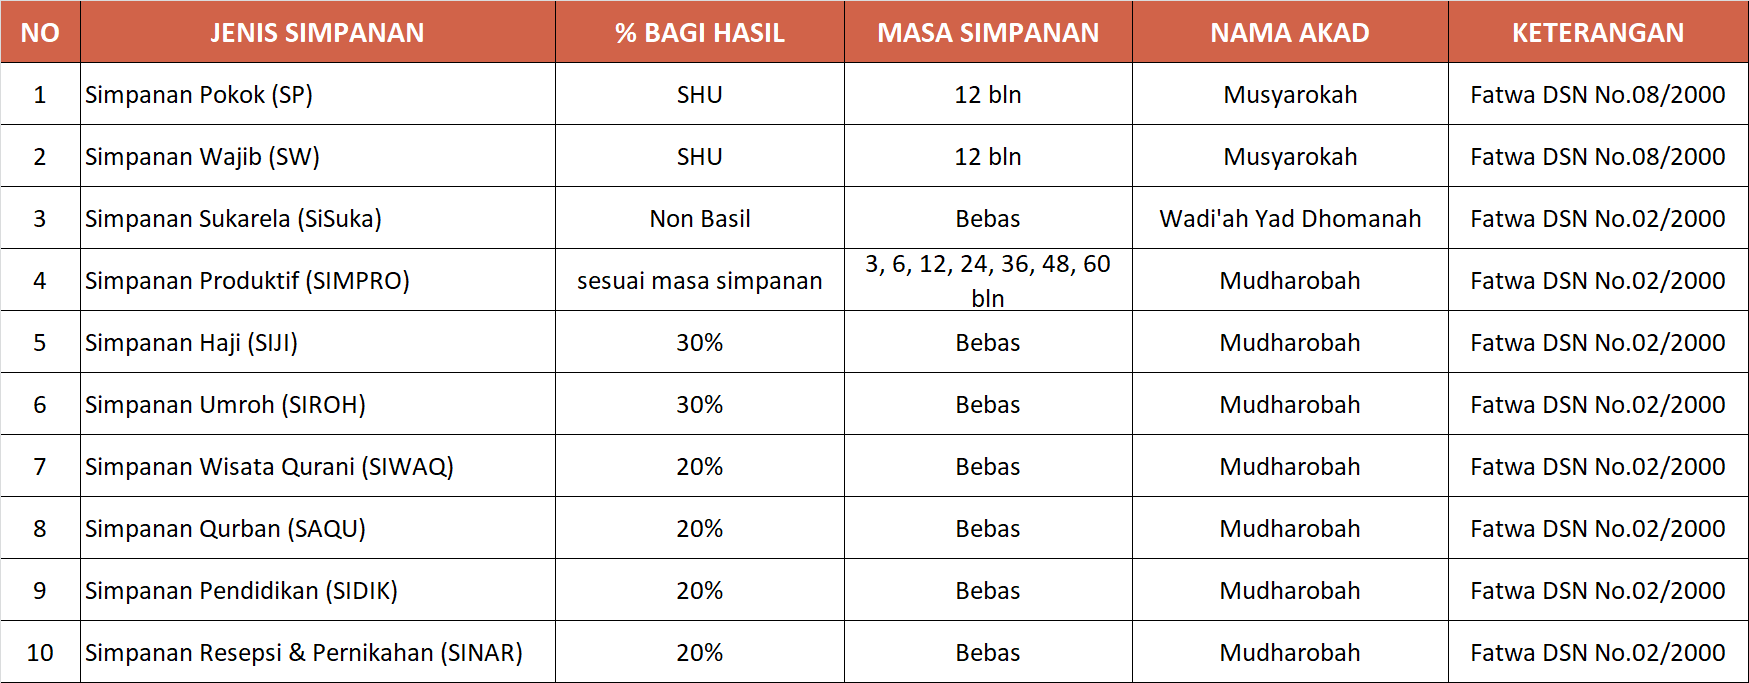 NO JENIS SIMPANAN % BAGI HASIL MASA SIMPANAN NAMA AKAD KETERANGAN
1 Simpanan Pokok (SP) SHU 12 bln Musyarokah Fatwa DSN No.08/2000
2 Simpanan Wajib (SW) SHU 12 bln Musyarokah Fatwa DSN No.08/2000
3 Simpanan Sukarela (SiSuka) Non Basil Bebas Wadi'ah Yad Dhomanah Fatwa DSN No.02/2000
4 Simpanan Produktif (SIMPRO) sesuai masa simpanan 3, 6, 12, 24, 36, 48, 60 bln Mudharobah Fatwa DSN No.02/2000
5 Simpanan Haji (SIJI) 30% Bebas Mudharobah Fatwa DSN No.02/2000
6 Simpanan Umroh (SIROH) 30% Bebas Mudharobah Fatwa DSN No.02/2000
7 Simpanan Wisata Qurani (SIWAQ) 20% Bebas Mudharobah Fatwa DSN No.02/2000
8 Simpanan Qurban (SAQU) 20% Bebas Mudharobah Fatwa DSN No.02/2000
9 Simpanan Pendidikan (SIDIK) 20% Bebas Mudharobah Fatwa DSN No.02/2000
10 Simpanan Resepsi & Pernikahan (SINAR) 20% Bebas Mudharobah Fatwa DSN No.02/2000